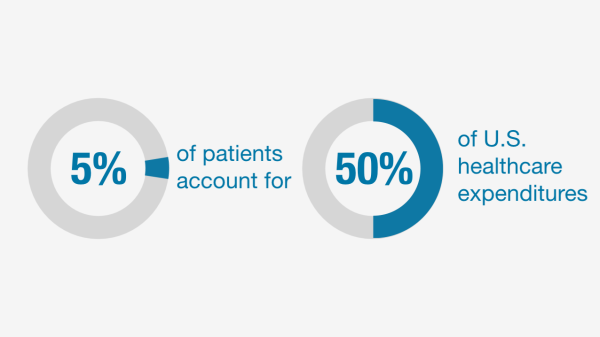 5%
of patients
account for
50%
of U.S.
healthcare
expenditures